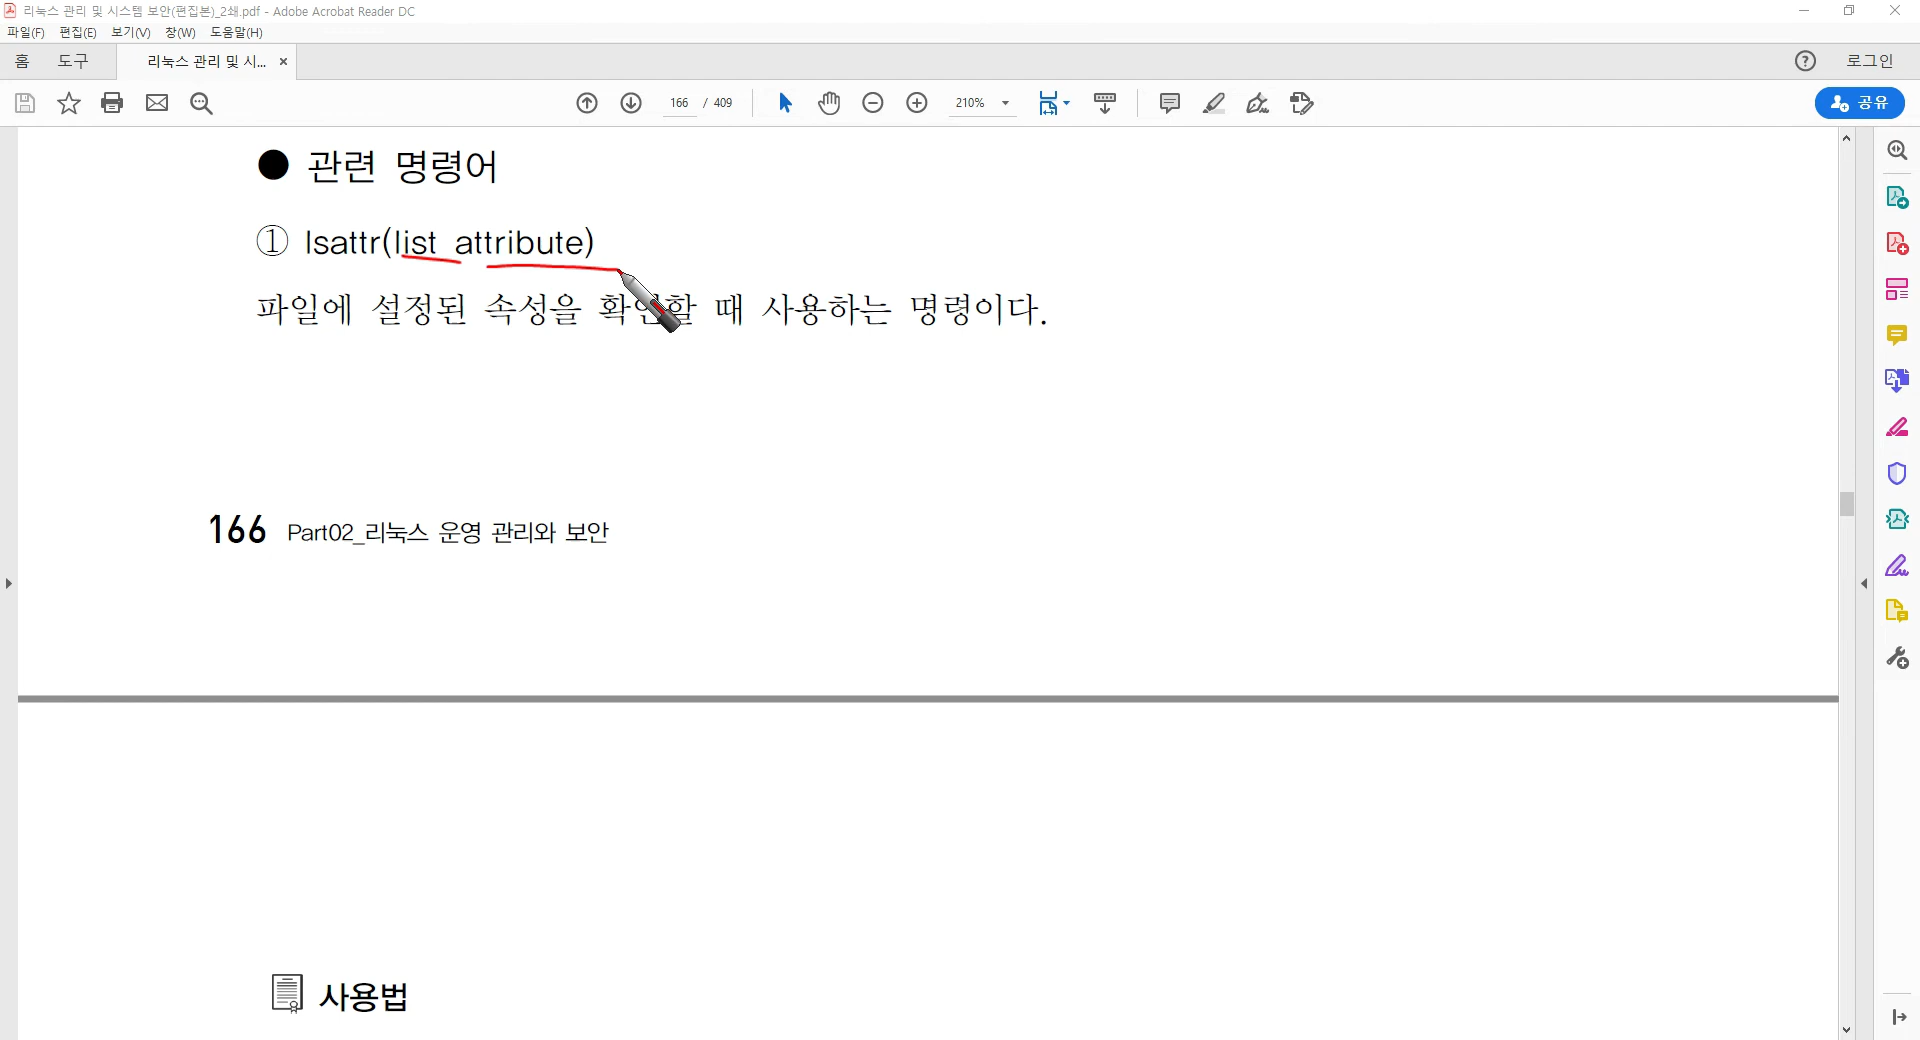 리눅스 관리 및 시스템 보안(편집본)_2쇄.pdf - Adobe Acrobat Reader DC
파일(F) 편집(E) 보기(V) 창(W) 도움말(H)
홈 도구 리눅스 관리 및 시... × ? 로그인
166 / 409 210% 공유
● 관련 명령어
① lsattr(list attribute)
파일에 설정된 속성을 확인할 때 사용하는 명령이다.
166 Part02_리눅스 운영 관리와 보안
사용법